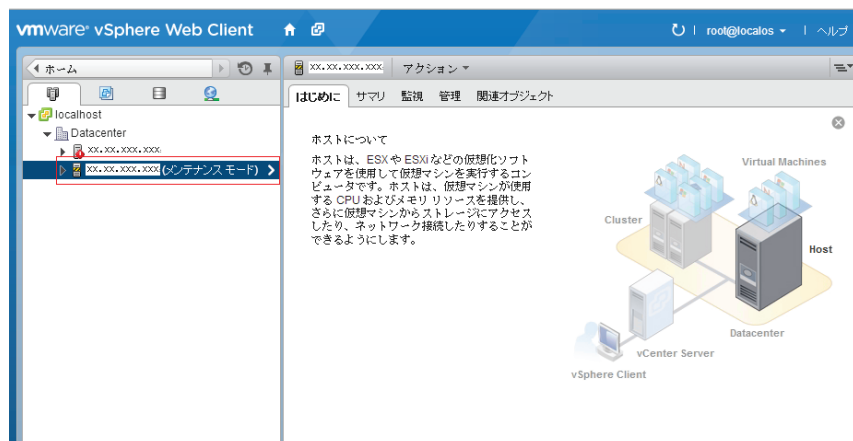 vmware® vSphere Web Client
root@localos
ヘルプ
ホーム
localhost
Datacenter
xx.xx.xxx.xxx
xx.xx.xxx.xxx (メンテナンス モード)
xx.xx.xxx.xxx アクション
はじめに サマリ 監視 管理 関連オブジェクト
ホストについて
ホストは、ESX や ESXi などの仮想化ソフト
ウェアを使用して仮想マシンを実行するコン
ピュータです。ホストは、仮想マシンが使用
する CPU およびメモリ リソースを提供し、
さらに仮想マシンからストレージにアクセス
したり、ネットワーク接続したりすることが
できるようにします。
Virtual Machines
Cluster
Host
Datacenter
vCenter Server
vSphere Client